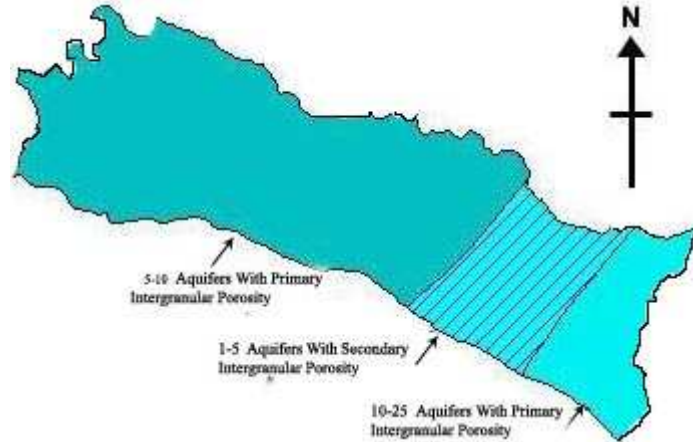 N
5-10 Aquifers With Primary
Intergranular Porosity
1-5 Aquifers With Secondary
Intergranular Porosity
10-25 Aquifers With Primary
Intergranular Porosity